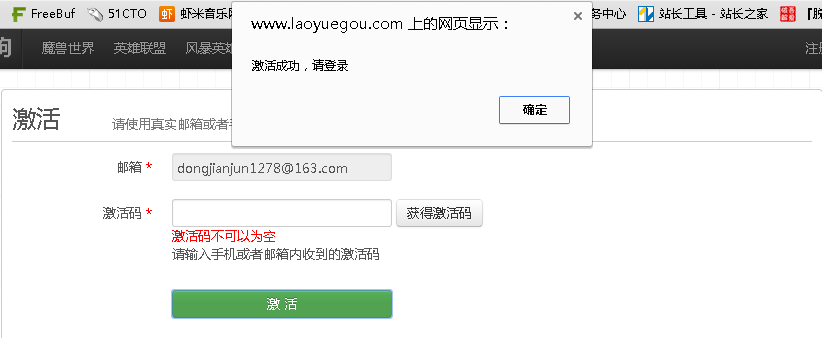 FreeBuf 51CTO 虾 虾米音乐网 务中心 站长工具 - 站长之家
www.laoyuegou.com 上的网页显示：
激活成功，请登录
确定
魔兽世界 英雄联盟 风暴英雄 注
激活 请使用真实邮箱或者手
邮箱 * dongjianjun1278@163.com
激活码 * 获得激活码
激活码不可以为空
请输入手机或者邮箱内收到的激活码
激 活